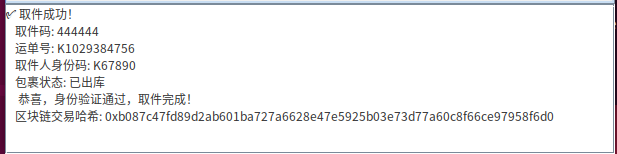 ✓ 取件成功！
取件码: 444444
运单号: K1029384756
取件人身份码: K67890
包裹状态: 已出库
恭喜，身份验证通过，取件完成！
区块链交易哈希: 0xb087c47fd89d2ab601ba727a6628e47e5925b03e73d77a60c8f66ce97958f6d0